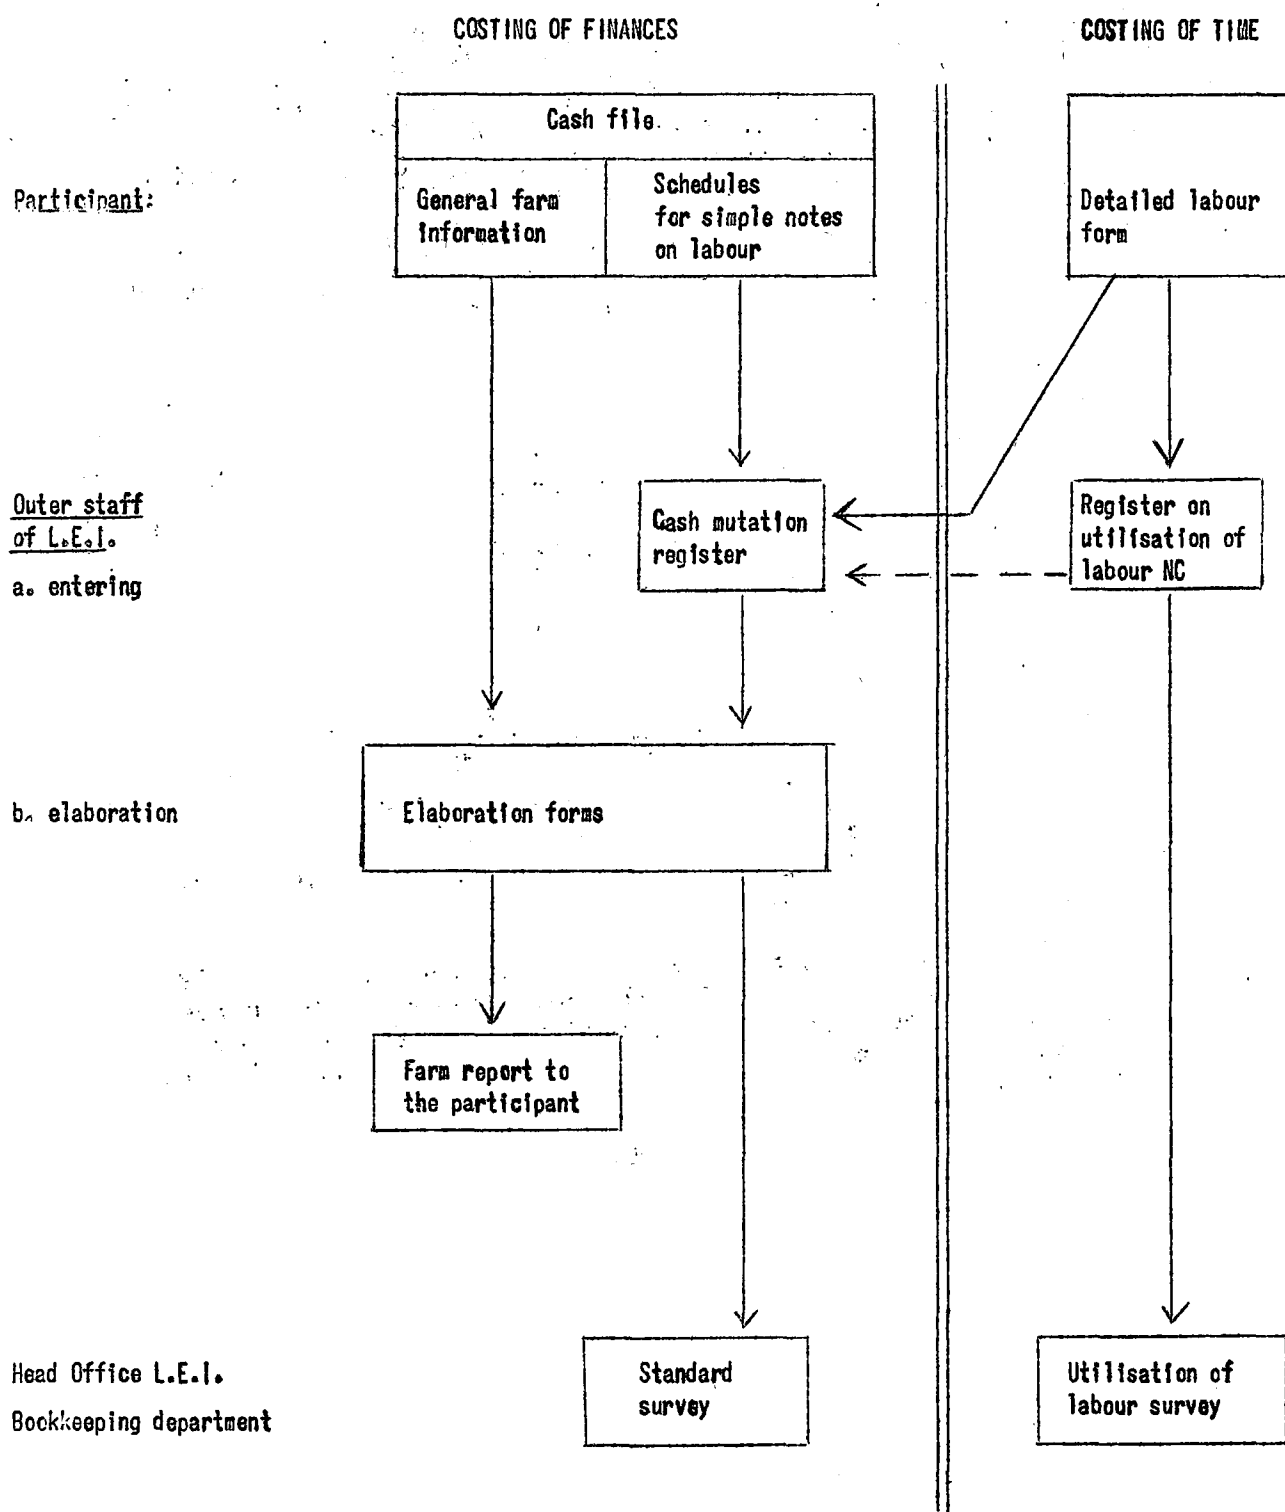 COSTING OF FINANCES
COSTING OF TIME
Cash file
Participant:
General farm
information
Schedules
for simple notes
on labour
Detailed labour
form
Outer staff
of L.E.I.
a. entering
Cash mutation
register
Register on
utilisation of
labour NC
b. elaboration
Elaboration forms
Farm report to
the participant
Head Office L.E.I.
Bookkeeping department
Standard
survey
Utilisation of
labour survey